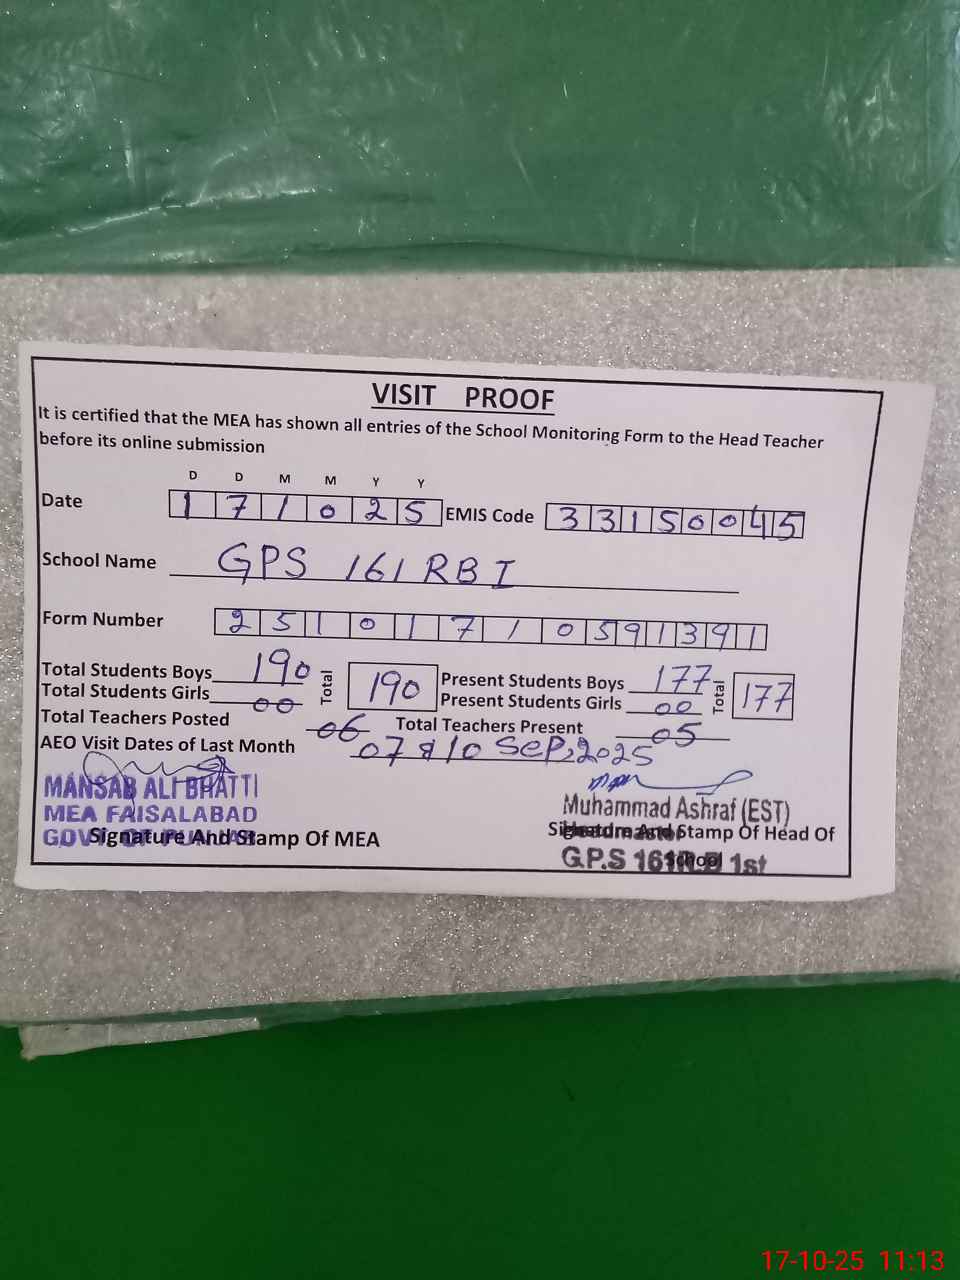 VISIT PROOF
It is certified that the MEA has shown all entries of the School Monitoring Form to the Head Teacher
before its online submission
D D M M Y Y
Date 1 7 1 0 2 5 EMIS Code 3 3 1 5 0 0 4 5
School Name GPS 161 RB I
Form Number 2 5 1 0 1 7 1 0 5 9 1 3 9 1
Total Students Boys 190 Total 190 Present Students Boys 177 Total 177
Total Students Girls 00 Present Students Girls 00
Total Teachers Posted 06 Total Teachers Present 05
AEO Visit Dates of Last Month 07 & 10 Sep, 2025
MANSAB ALI BHATTI
MEA FAISALABAD
GOVT OF PUNJAB
Signature And Stamp Of MEA
Muhammad Ashraf (EST)
Headmaster
Signature And Stamp Of Head Of
School
G.P.S 161 R.B 1st
17-10-25 11:13